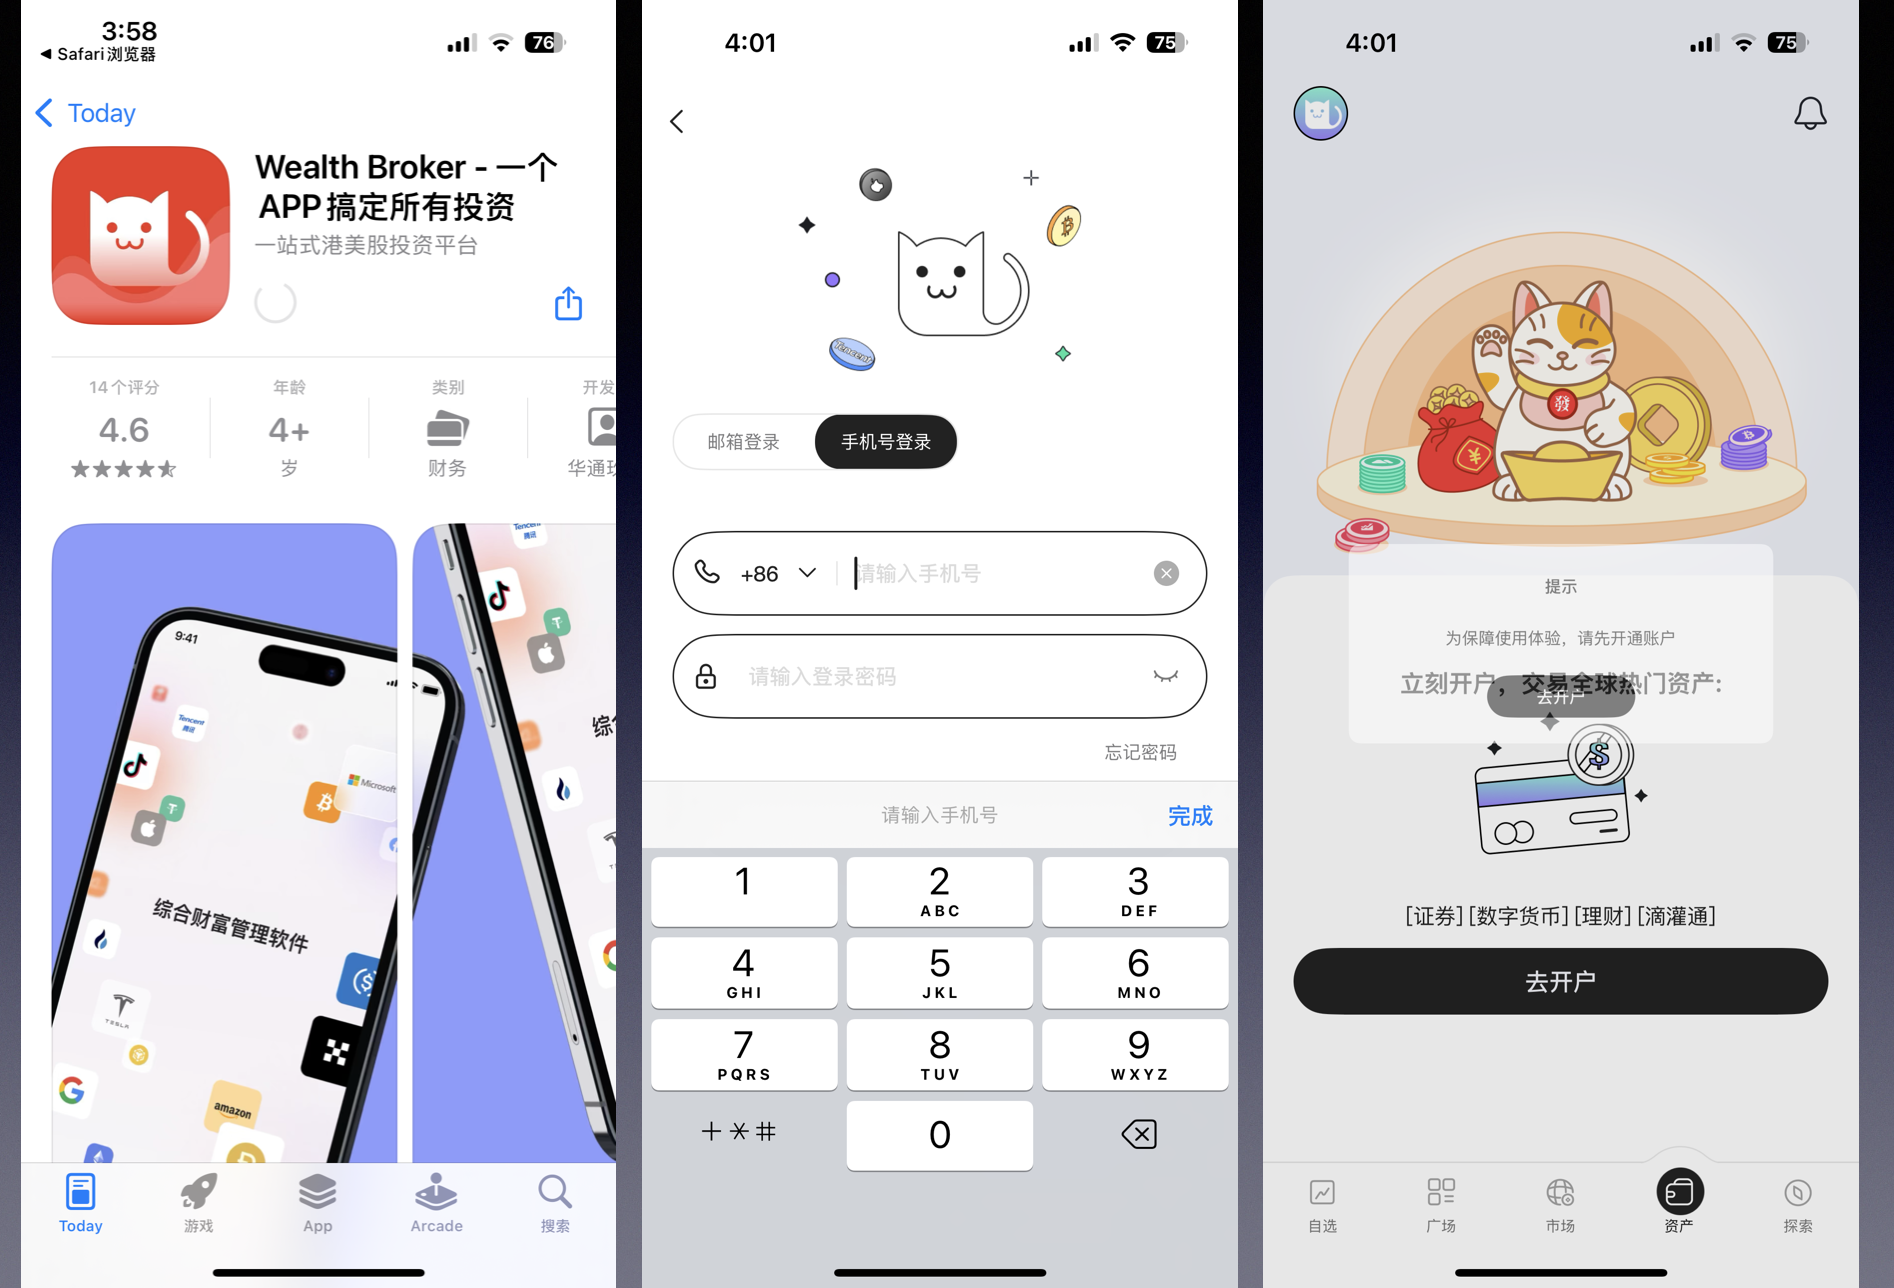 3:58
76
◀ Safari浏览器
Today
Wealth Broker - 一个
APP搞定所有投资
一站式港美股投资平台
14个评分
年龄
类别
4.6
4+
岁
财务
Tencent
腾讯
9:41
Tencent
腾讯
Microsoft
综合财富管理软件
TESLA
amazon
Today
游戏
App
Arcade
搜索
4:01
75
Tencent
邮箱登录
手机号登录
+86
请输入手机号
请输入登录密码
忘记密码
请输入手机号
完成
1
2
ABC
3
DEF
4
GHI
5
JKL
6
MNO
7
PQRS
8
TUV
9
WXYZ
+*#
0
4:01
75
發
提示
为保障使用体验，请先开通账户
立刻开户，交易全球热门资产:
去开户
[证券][数字货币][理财][滴灌通]
去开户
自选
广场
市场
资产
探索